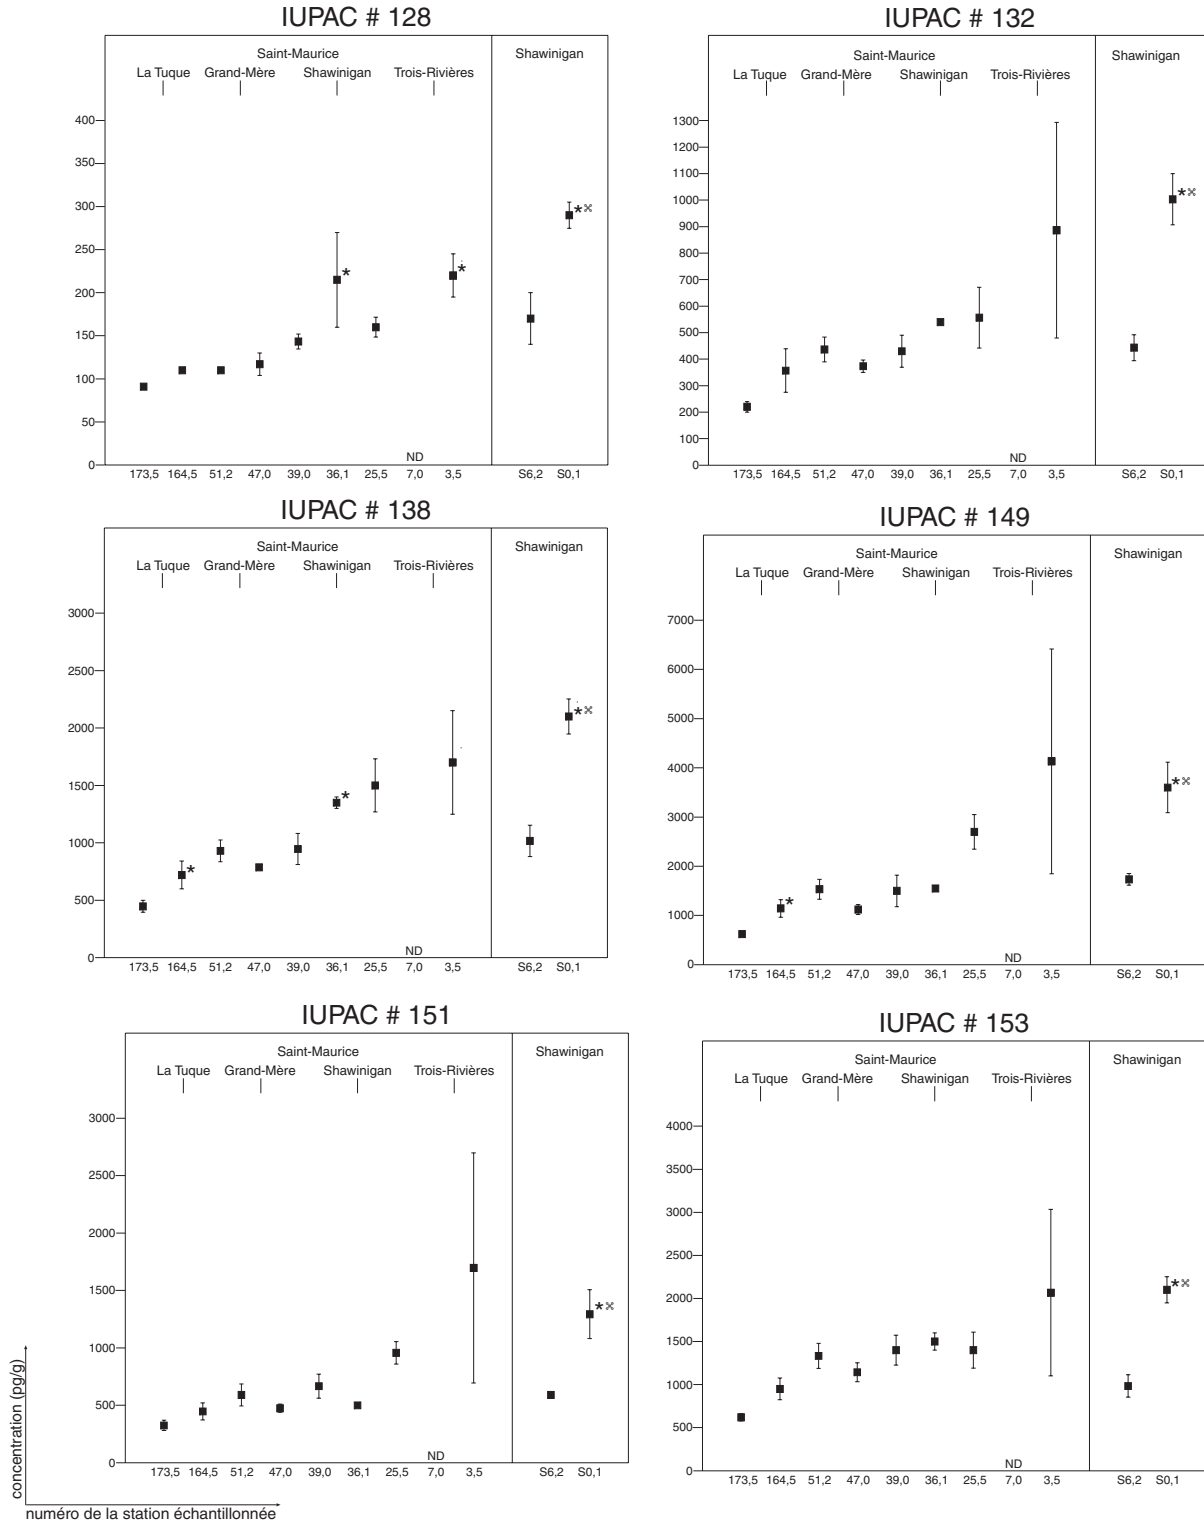 IUPAC # 128
Saint-Maurice
Shawinigan
La Tuque Grand-Mère Shawinigan Trois-Rivières
400
350
300
250
200
150
100
50
0
* ※
*
*
ND
173,5 164,5 51,2 47,0 39,0 36,1 25,5 7,0 3,5 S6,2 S0,1
IUPAC # 132
Saint-Maurice
Shawinigan
La Tuque Grand-Mère Shawinigan Trois-Rivières
1300
1200
1100
1000
900
800
700
600
500
400
300
200
100
0
* ※
ND
173,5 164,5 51,2 47,0 39,0 36,1 25,5 7,0 3,5 S6,2 S0,1
IUPAC # 138
Saint-Maurice
Shawinigan
La Tuque Grand-Mère Shawinigan Trois-Rivières
3000
2500
2000
1500
1000
500
0
* ※
*
*
ND
173,5 164,5 51,2 47,0 39,0 36,1 25,5 7,0 3,5 S6,2 S0,1
IUPAC # 149
Saint-Maurice
Shawinigan
La Tuque Grand-Mère Shawinigan Trois-Rivières
7000
6000
5000
4000
3000
2000
1000
0
* ※
*
ND
173,5 164,5 51,2 47,0 39,0 36,1 25,5 7,0 3,5 S6,2 S0,1
IUPAC # 151
Saint-Maurice
Shawinigan
La Tuque Grand-Mère Shawinigan Trois-Rivières
3000
2500
2000
1500
1000
500
0
* ※
ND
173,5 164,5 51,2 47,0 39,0 36,1 25,5 7,0 3,5 S6,2 S0,1
IUPAC # 153
Saint-Maurice
Shawinigan
La Tuque Grand-Mère Shawinigan Trois-Rivières
4000
3500
3000
2500
2000
1500
1000
500
0
* ※
ND
173,5 164,5 51,2 47,0 39,0 36,1 25,5 7,0 3,5 S6,2 S0,1
concentration (pg/g)
numéro de la station échantillonnée